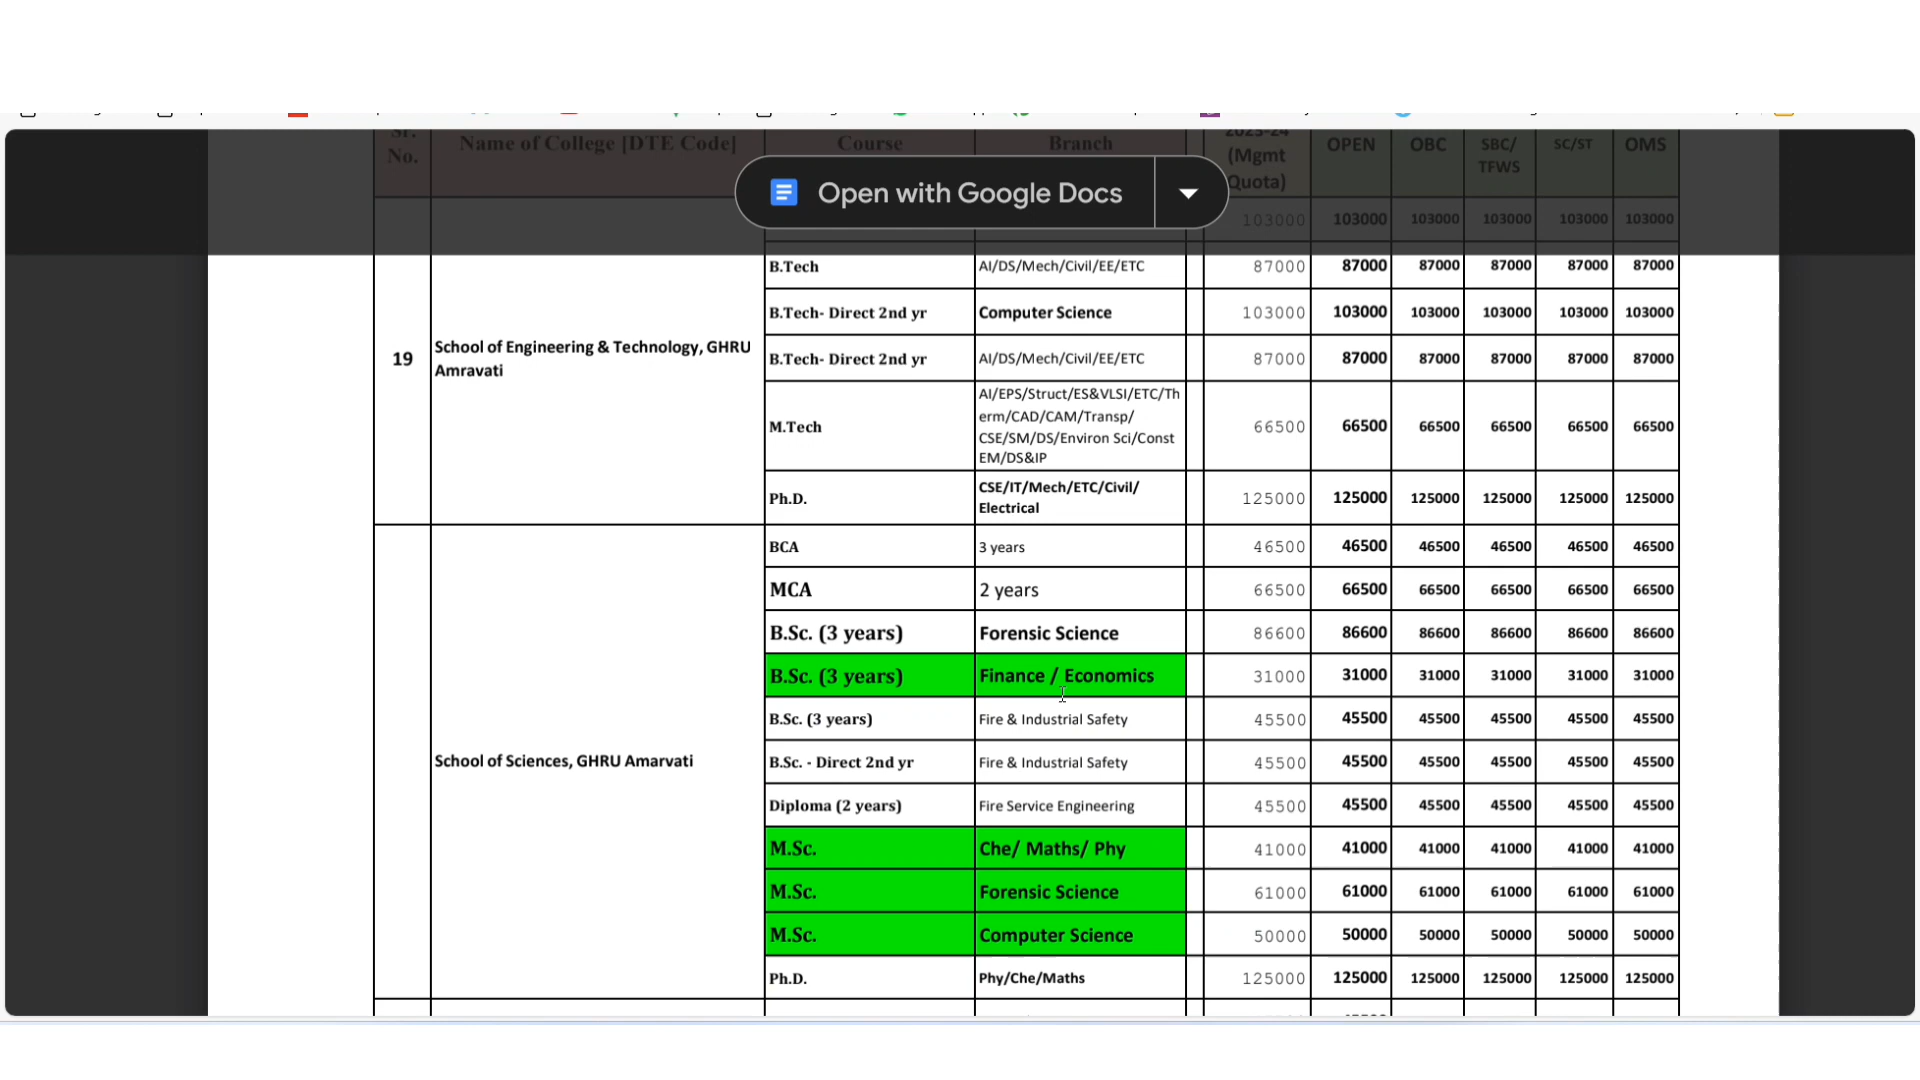 Sr.
No.
Name of College [DTE Code]
Course
Branch
2023-24
(Mgmt
Quota)
OPEN
OBC
SBC/
TFWS
SC/ST
OMS
Open with Google Docs
103000 103000 103000 103000 103000 103000
B.Tech AI/DS/Mech/Civil/EE/ETC 87000 87000 87000 87000 87000 87000
B.Tech- Direct 2nd yr Computer Science 103000 103000 103000 103000 103000 103000
19
School of Engineering & Technology, GHRU
Amravati
B.Tech- Direct 2nd yr AI/DS/Mech/Civil/EE/ETC 87000 87000 87000 87000 87000 87000
M.Tech
AI/EPS/Struct/ES&VLSI/ETC/Th
erm/CAD/CAM/Transp/
CSE/SM/DS/Environ Sci/Const
EM/DS&IP
66500 66500 66500 66500 66500 66500
Ph.D.
CSE/IT/Mech/ETC/Civil/
Electrical
125000 125000 125000 125000 125000 125000
School of Sciences, GHRU Amarvati
BCA 3 years 46500 46500 46500 46500 46500 46500
MCA 2 years 66500 66500 66500 66500 66500 66500
B.Sc. (3 years) Forensic Science 86600 86600 86600 86600 86600 86600
B.Sc. (3 years) Finance / Economics 31000 31000 31000 31000 31000 31000
B.Sc. (3 years) Fire & Industrial Safety 45500 45500 45500 45500 45500 45500
B.Sc. - Direct 2nd yr Fire & Industrial Safety 45500 45500 45500 45500 45500 45500
Diploma (2 years) Fire Service Engineering 45500 45500 45500 45500 45500 45500
M.Sc. Che/ Maths/ Phy 41000 41000 41000 41000 41000 41000
M.Sc. Forensic Science 61000 61000 61000 61000 61000 61000
M.Sc. Computer Science 50000 50000 50000 50000 50000 50000
Ph.D. Phy/Che/Maths 125000 125000 125000 125000 125000 125000